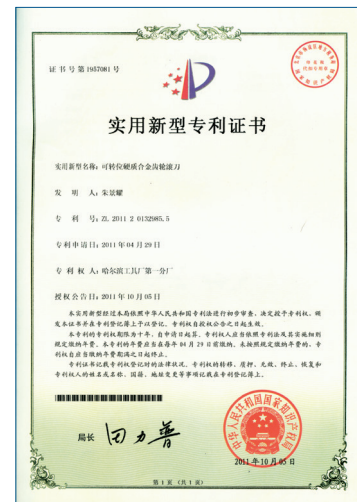 证书号第1957081号
实用新型专利证书
实用新型名称：可转位硬质合金齿轮滚刀
发 明 人：朱景耀
专 利 号：ZL 2011 2 0132985.5
专利申请日：2011年04月29日
专 利 权 人：哈尔滨工具厂第一分厂
授权公告日：2011年10月05日
本实用新型经过本局依照中华人民共和国专利法进行初步审查，决定授予专利权，颁
发本证书并在专利登记簿上予以登记。专利权自授权公告之日起生效。
本专利的专利权期限为十年，自申请日起算。专利权人应当依照专利法及其实施细则
规定缴纳年费。本专利的年费应当在每年04月29日前缴纳。未按照规定缴纳年费的，专
利权自应当缴纳年费期满之日起终止。
专利证书记载专利权登记时的法律状况。专利权的转移、质押、无效、终止、恢复和
专利权人的姓名或名称、国籍、地址变更等事项记载在专利登记簿上。
局长 田力普
中华人民共和国国家知识产权局
2011年10月05日
第1页（共1页）